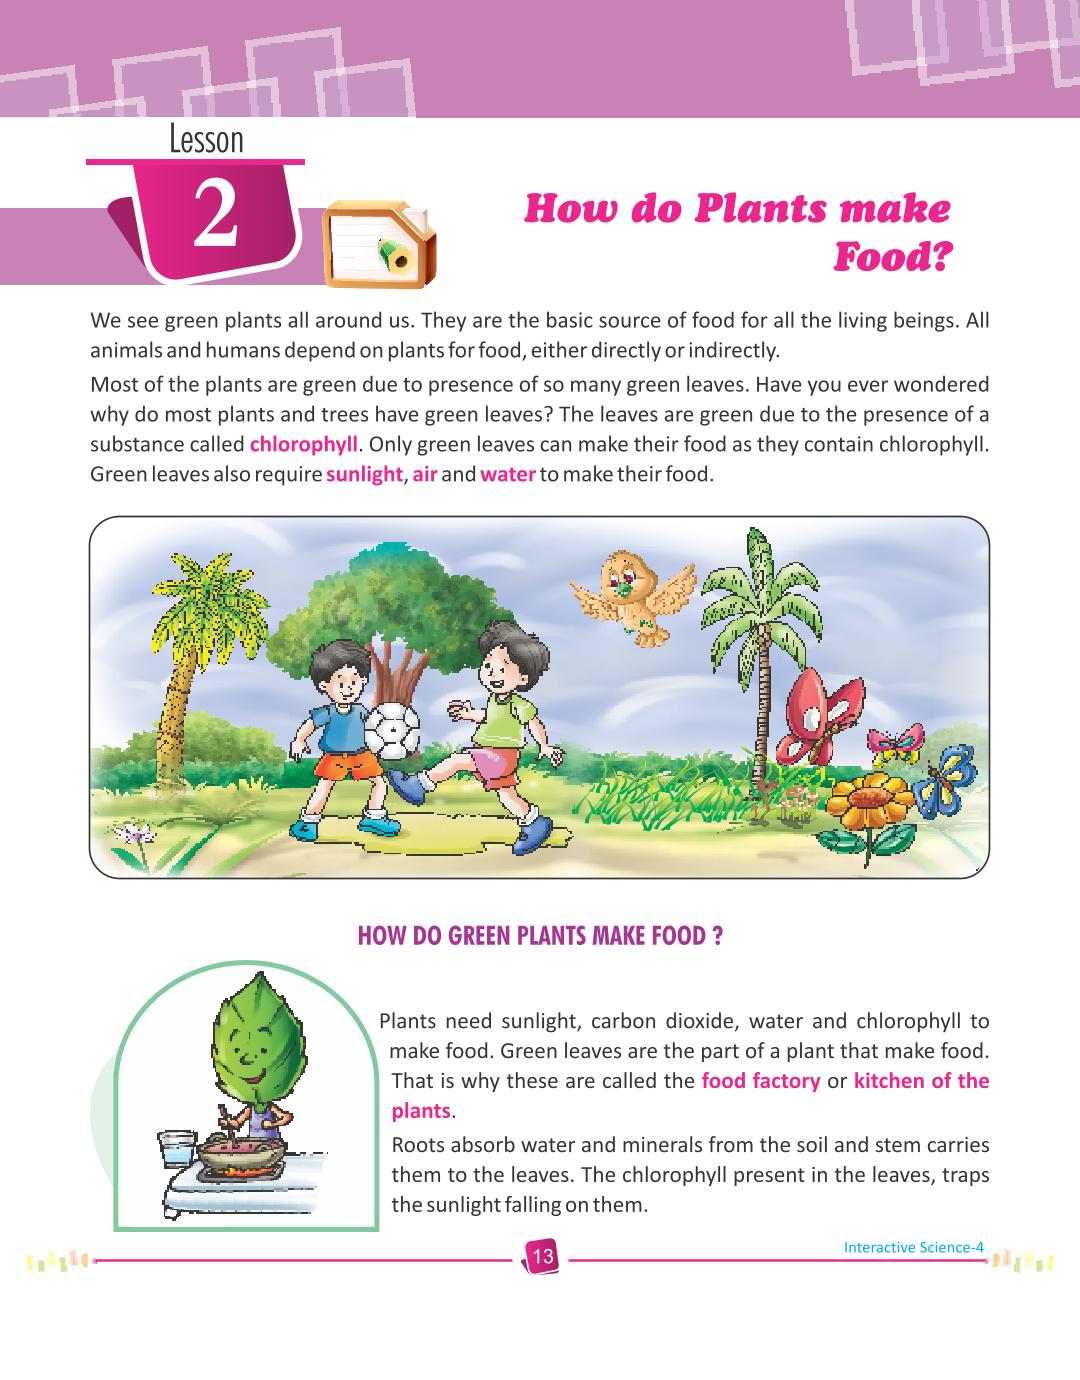 Lesson
2
How do Plants make
Food?
We see green plants all around us. They are the basic source of food for all the living beings. All
animals and humans depend on plants for food, either directly or indirectly.
Most of the plants are green due to presence of so many green leaves. Have you ever wondered
why do most plants and trees have green leaves? The leaves are green due to the presence of a
substance called chlorophyll. Only green leaves can make their food as they contain chlorophyll.
Green leaves also require sunlight, air and water to make their food.
HOW DO GREEN PLANTS MAKE FOOD ?
Plants need sunlight, carbon dioxide, water and chlorophyll to
make food. Green leaves are the part of a plant that make food.
That is why these are called the food factory or kitchen of the
plants.
Roots absorb water and minerals from the soil and stem carries
them to the leaves. The chlorophyll present in the leaves, traps
the sunlight falling on them.
Interactive Science-4
13